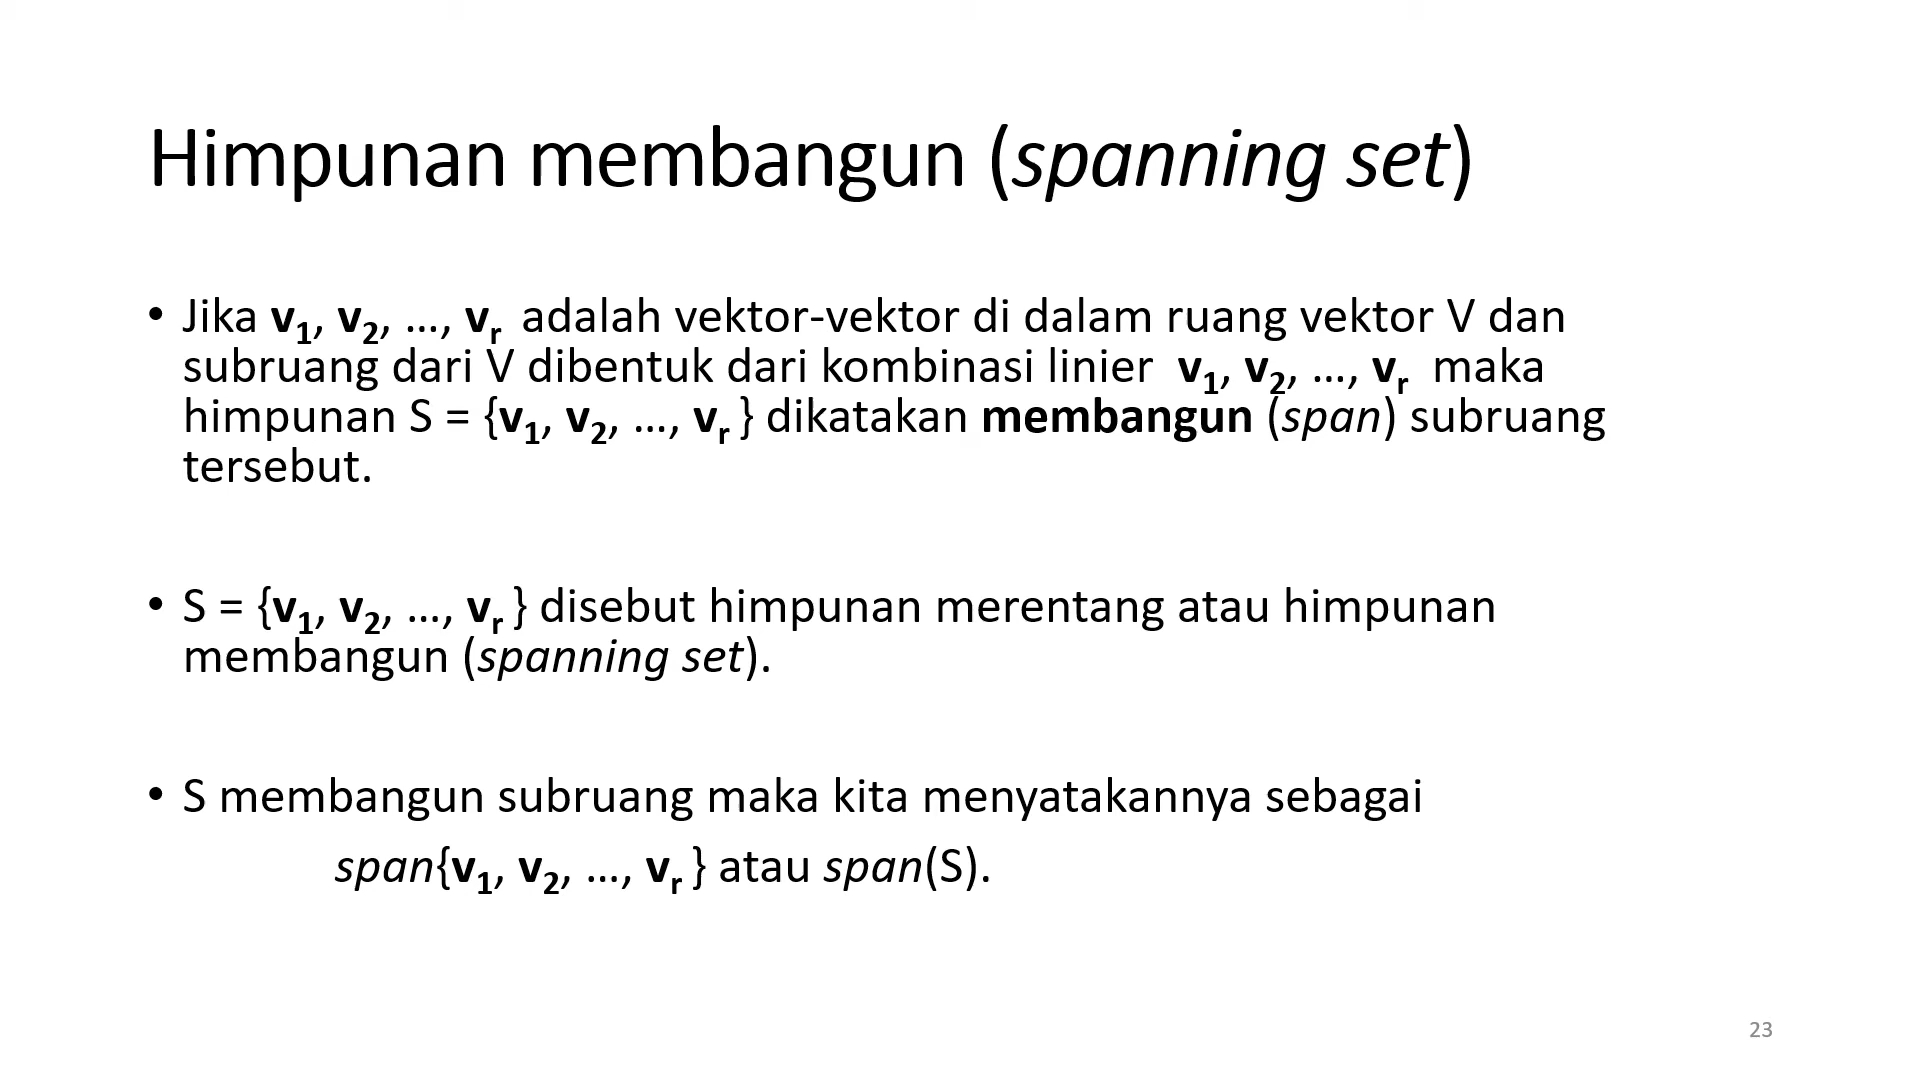 Himpunan membangun (spanning set)
• Jika v₁, v₂, …, vᵣ adalah vektor-vektor di dalam ruang vektor V dan
subruang dari V dibentuk dari kombinasi linier v₁, v₂, …, vᵣ maka
himpunan S = {v₁, v₂, …, vᵣ } dikatakan membangun (span) subruang
tersebut.
• S = {v₁, v₂, …, vᵣ } disebut himpunan merentang atau himpunan
membangun (spanning set).
• S membangun subruang maka kita menyatakannya sebagai
span{v₁, v₂, …, vᵣ } atau span(S).
23